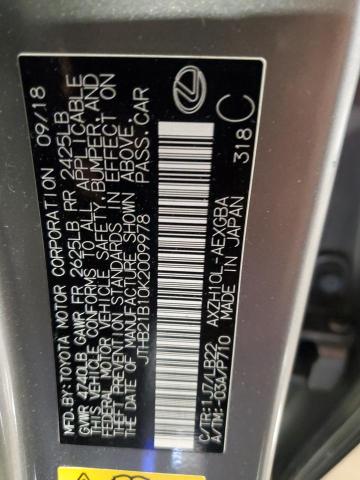 MFD.BY:TOYOTA MOTOR CORPORATION 09/18
GVWR 4740LB GAWR FR 2625LB RR 2425LB
THIS VEHICLE CONFORMS TO ALL APPLICABLE
FEDERAL MOTOR VEHICLE SAFETY, BUMPER, AND
THEFT PREVENTION STANDARDS IN EFFECT ON
THE DATE OF MANUFACTURE SHOWN ABOVE.
JTHB21B10K2009978 PASS.CAR
C/TR:1J7/LB22 AXZH10L-AEXGBA
A/TM:-03A/P710 MADE IN JAPAN
318 C